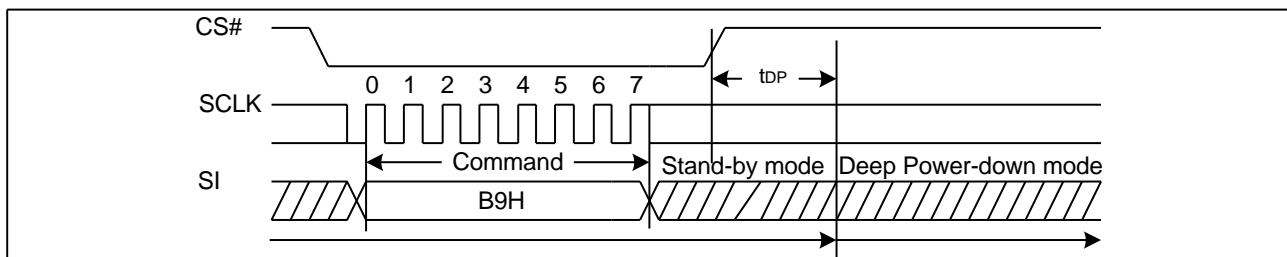 CS#
tDP
0 1 2 3 4 5 6 7
SCLK
Command
Stand-by mode Deep Power-down mode
SI
B9H